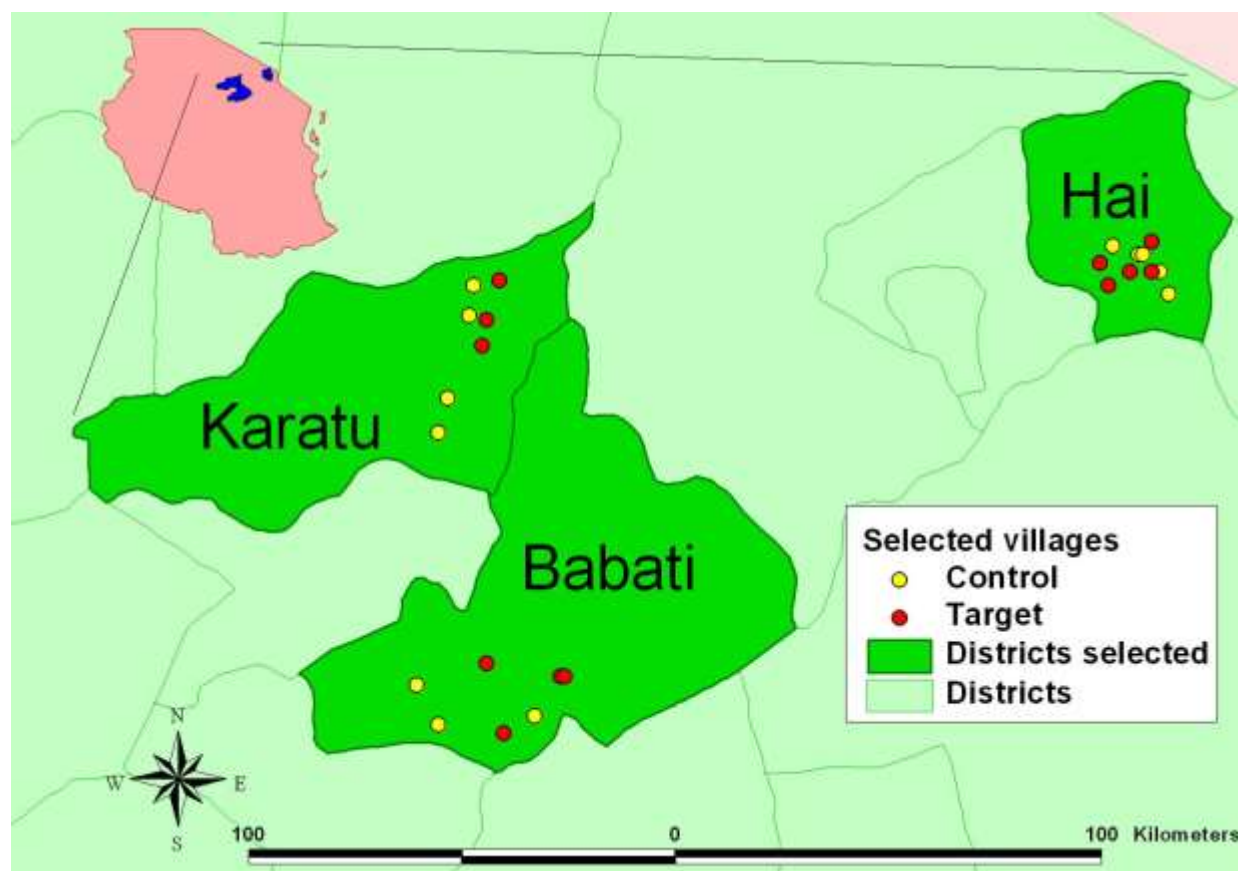 Hai
Karatu
Babati
Selected villages
Control
Target
Districts selected
Districts
N
W E
S
100 0 100 Kilometers